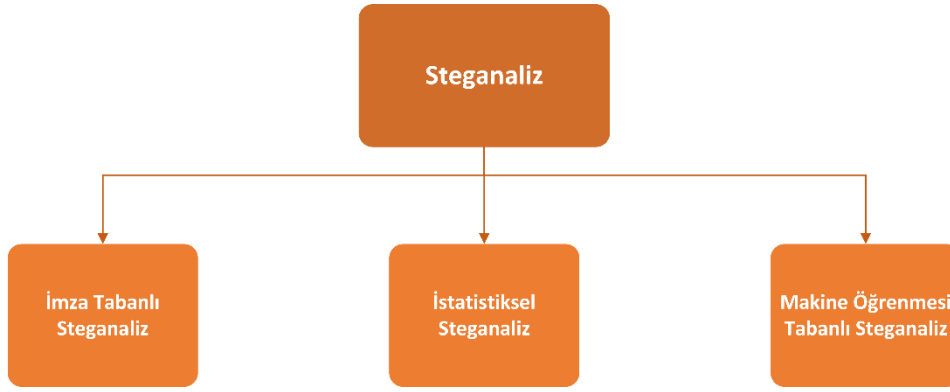 Steganaliz
İmza Tabanlı
Steganaliz
İstatistiksel
Steganaliz
Makine Öğrenmesi
Tabanlı Steganaliz